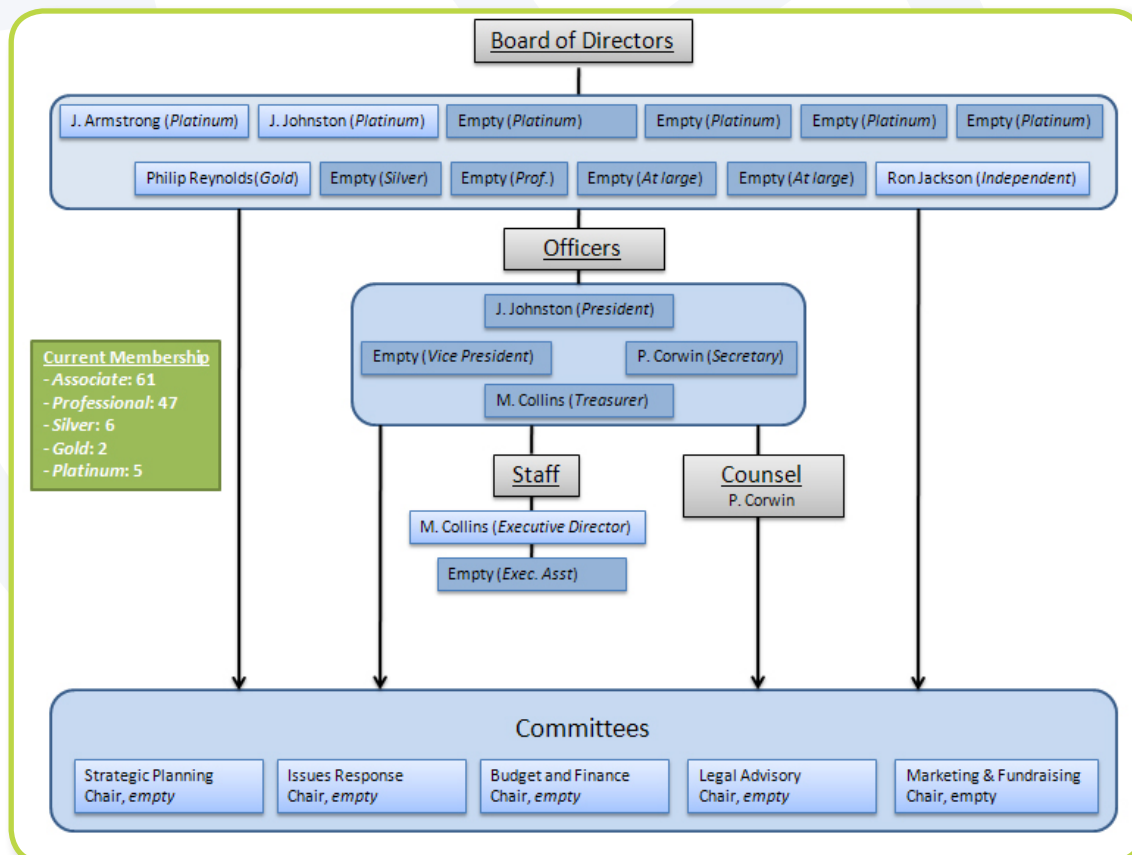 Board of Directors
J. Armstrong (Platinum)
J. Johnston (Platinum)
Empty (Platinum)
Empty (Platinum)
Empty (Platinum)
Empty (Platinum)
Philip Reynolds(Gold)
Empty (Silver)
Empty (Prof.)
Empty (At large)
Empty (At large)
Ron Jackson (Independent)
Officers
J. Johnston (President)
Empty (Vice President)
P. Corwin (Secretary)
M. Collins (Treasurer)
Current Membership
- Associate: 61
- Professional: 47
- Silver: 6
- Gold: 2
- Platinum: 5
Staff
M. Collins (Executive Director)
Empty (Exec. Asst)
Counsel
P. Corwin
Committees
Strategic Planning
Chair, empty
Issues Response
Chair, empty
Budget and Finance
Chair, empty
Legal Advisory
Chair, empty
Marketing & Fundraising
Chair, empty